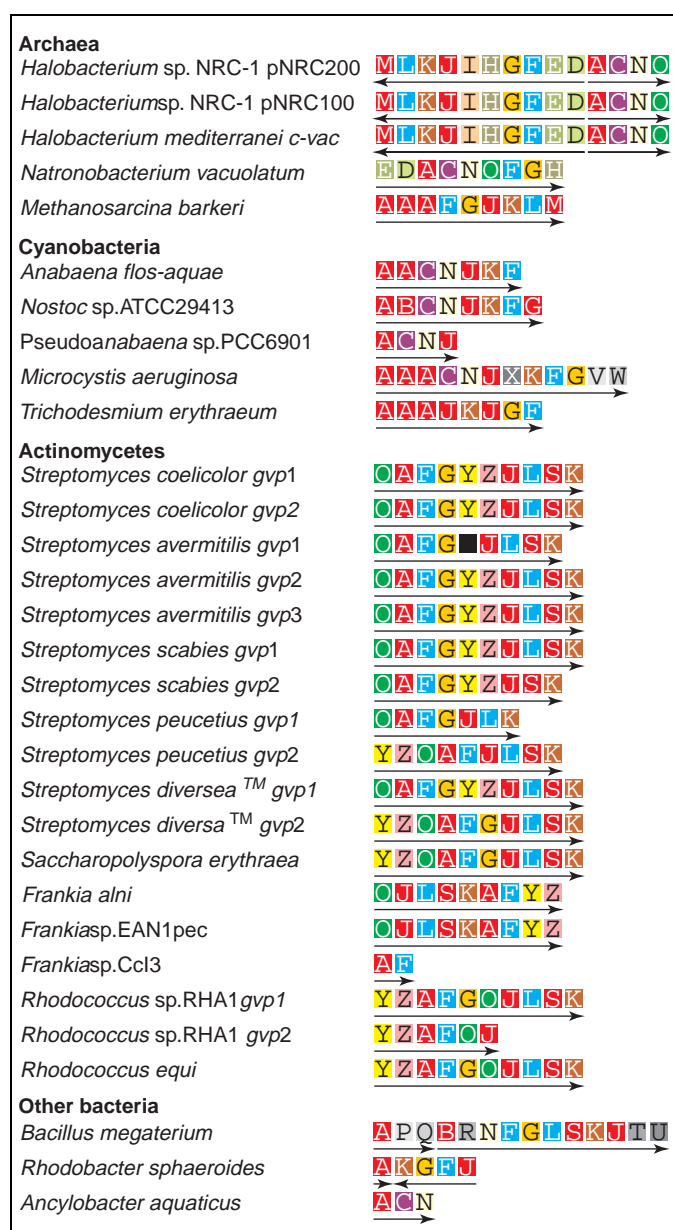 Archaea
Halobacterium sp. NRC-1 pNRC200 MLKJIHGFEDACNO
Halobacteriumsp. NRC-1 pNRC100 MLKJIHGFEDACNO
Halobacterium mediterranei c-vac MLKJIHGFEDACNO
Natronobacterium vacuolatum EDACNOFGH
Methanosarcina barkeri AAAFGJKLM
Cyanobacteria
Anabaena flos-aquae AACNJKF
Nostoc sp.ATCC29413 ABCNJKFG
Pseudoanabaena sp.PCC6901 ACNJ
Microcystis aeruginosa AAACNJXKFGVW
Trichodesmium erythraeum AAAJKJGF
Actinomycetes
Streptomyces coelicolor gvp1 OAFGYZJLSK
Streptomyces coelicolor gvp2 OAFGYZJLSK
Streptomyces avermitilis gvp1 OAFG JLSK
Streptomyces avermitilis gvp2 OAFGYZJLSK
Streptomyces avermitilis gvp3 OAFGYZJLSK
Streptomyces scabies gvp1 OAFGYZJLSK
Streptomyces scabies gvp2 OAFGYZJSK
Streptomyces peucetius gvp1 OAFGJLK
Streptomyces peucetius gvp2 YZOAFJLSK
Streptomyces diversea TM gvp1 OAFGYZJLSK
Streptomyces diversa TM gvp2 YZOAFGJLSK
Saccharopolyspora erythraea YZOAFGJLSK
Frankia alni OJLSKAFYZ
Frankiasp.EAN1pec OJLSKAFYZ
Frankiasp.CcI3 AF
Rhodococcus sp.RHA1gvp1 YZAFGOJLSK
Rhodococcus sp.RHA1 gvp2 YZAFOJ
Rhodococcus equi YZAFGOJLSK
Other bacteria
Bacillus megaterium APQBRNFGLSKJTU
Rhodobacter sphaeroides AKGFJ
Ancylobacter aquaticus ACN